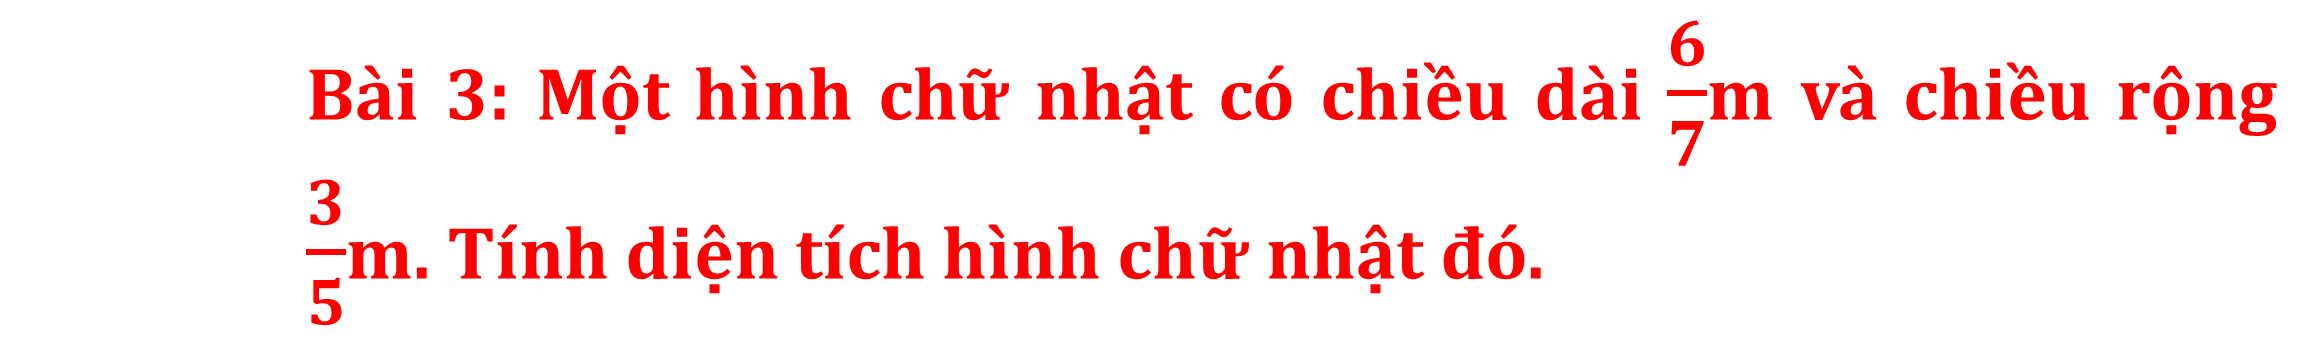 Bài 3: Một hình chữ nhật có chiều dài 6/7m và chiều rộng
3/5m. Tính diện tích hình chữ nhật đó.